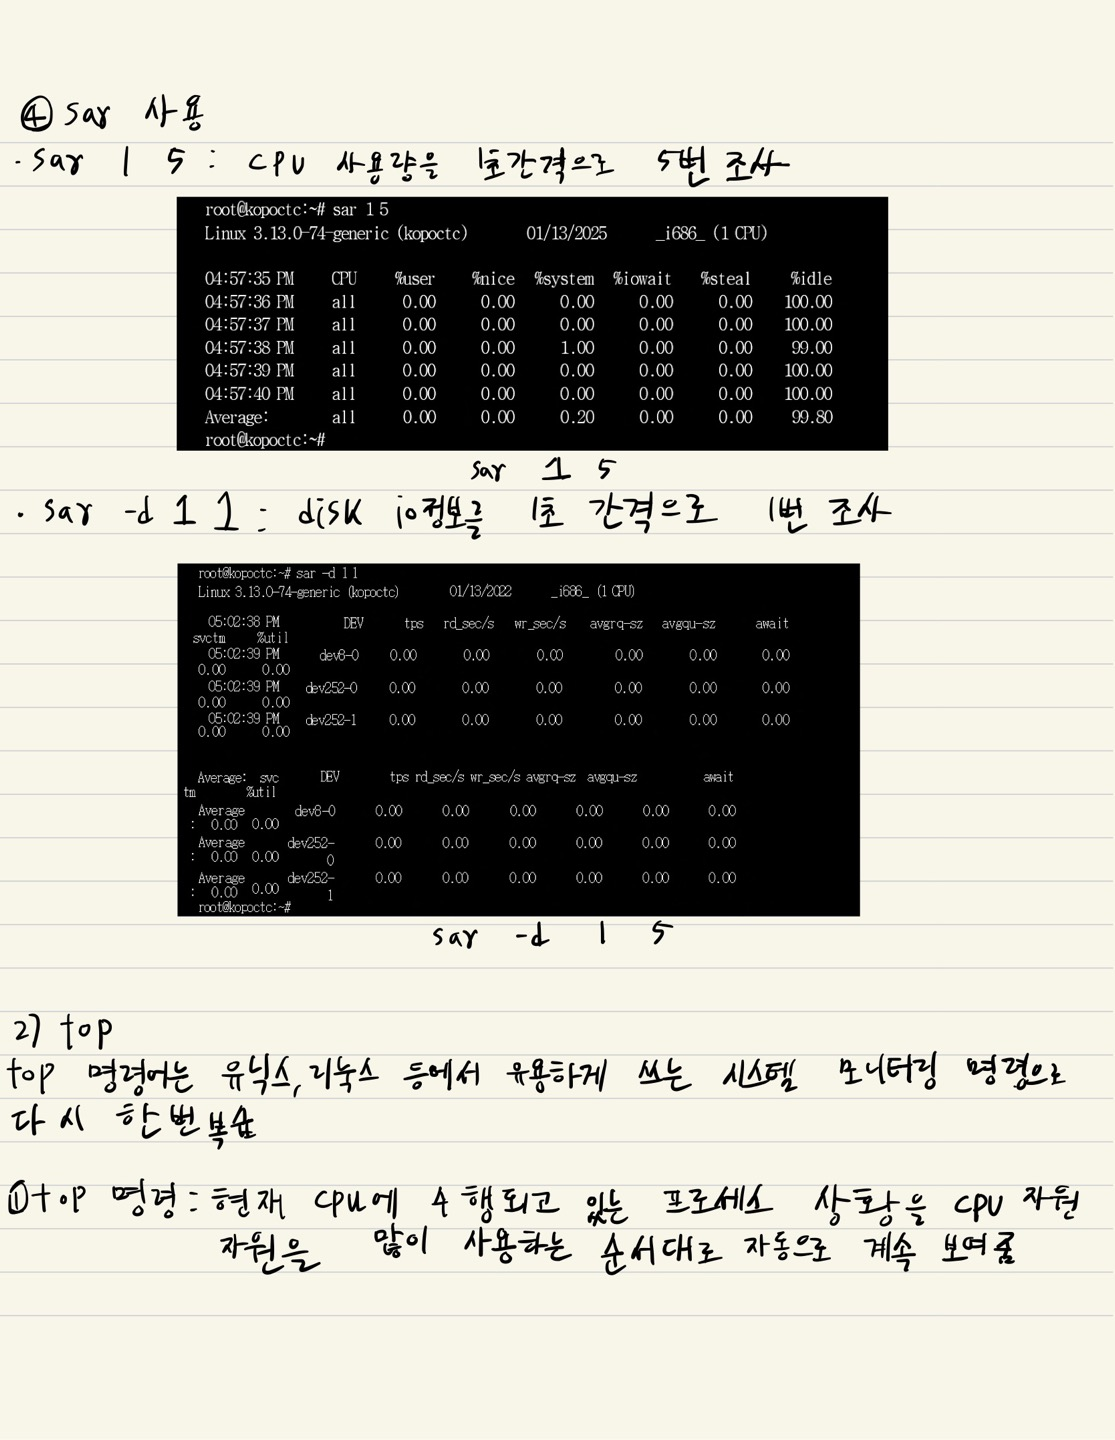 ④ sar 사용
· sar 1 5 : CPU 사용량을 1초간격으로 5번 조사
root@kopoctc:~# sar 1 5
Linux 3.13.0-74-generic (kopoctc) 01/13/2025 _i686_ (1 CPU)
04:57:35 PM CPU %user %nice %system %iowait %steal %idle
04:57:36 PM all 0.00 0.00 0.00 0.00 0.00 100.00
04:57:37 PM all 0.00 0.00 0.00 0.00 0.00 100.00
04:57:38 PM all 0.00 0.00 1.00 0.00 0.00 99.00
04:57:39 PM all 0.00 0.00 0.00 0.00 0.00 100.00
04:57:40 PM all 0.00 0.00 0.00 0.00 0.00 100.00
Average: all 0.00 0.00 0.20 0.00 0.00 99.80
root@kopoctc:~#
sar 1 5
· sar -d 1 1 : disk io정보를 1초 간격으로 1번 조사
root@kopoctc:~# sar -d 1 1
Linux 3.13.0-74-generic (kopoctc) 01/13/2022 _i686_ (1 CPU)
05:02:38 PM DEV tps rd_sec/s wr_sec/s avgrq-sz avgqu-sz await
svctm %util
05:02:39 PM dev8-0 0.00 0.00 0.00 0.00 0.00 0.00
0.00 0.00
05:02:39 PM dev252-0 0.00 0.00 0.00 0.00 0.00 0.00
0.00 0.00
05:02:39 PM dev252-1 0.00 0.00 0.00 0.00 0.00 0.00
0.00 0.00
Average: svc DEV tps rd_sec/s wr_sec/s avgrq-sz avgqu-sz await
tm %util
Average dev8-0 0.00 0.00 0.00 0.00 0.00 0.00
: 0.00 0.00
Average dev252- 0.00 0.00 0.00 0.00 0.00 0.00
: 0.00 0.00 0
Average dev252- 0.00 0.00 0.00 0.00 0.00 0.00
: 0.00 0.00 1
root@kopoctc:~#
sar -d 1 5
2) top
top 명령어는 유닉스, 리눅스 등에서 유용하게 쓰는 시스템 모니터링 명령으로
다시 한번 복습
① top 명령 : 현재 CPU에 수행되고 있는 프로세스 상황을 CPU 자원
자원을 많이 사용하는 순서대로 자동으로 계속 보여줌